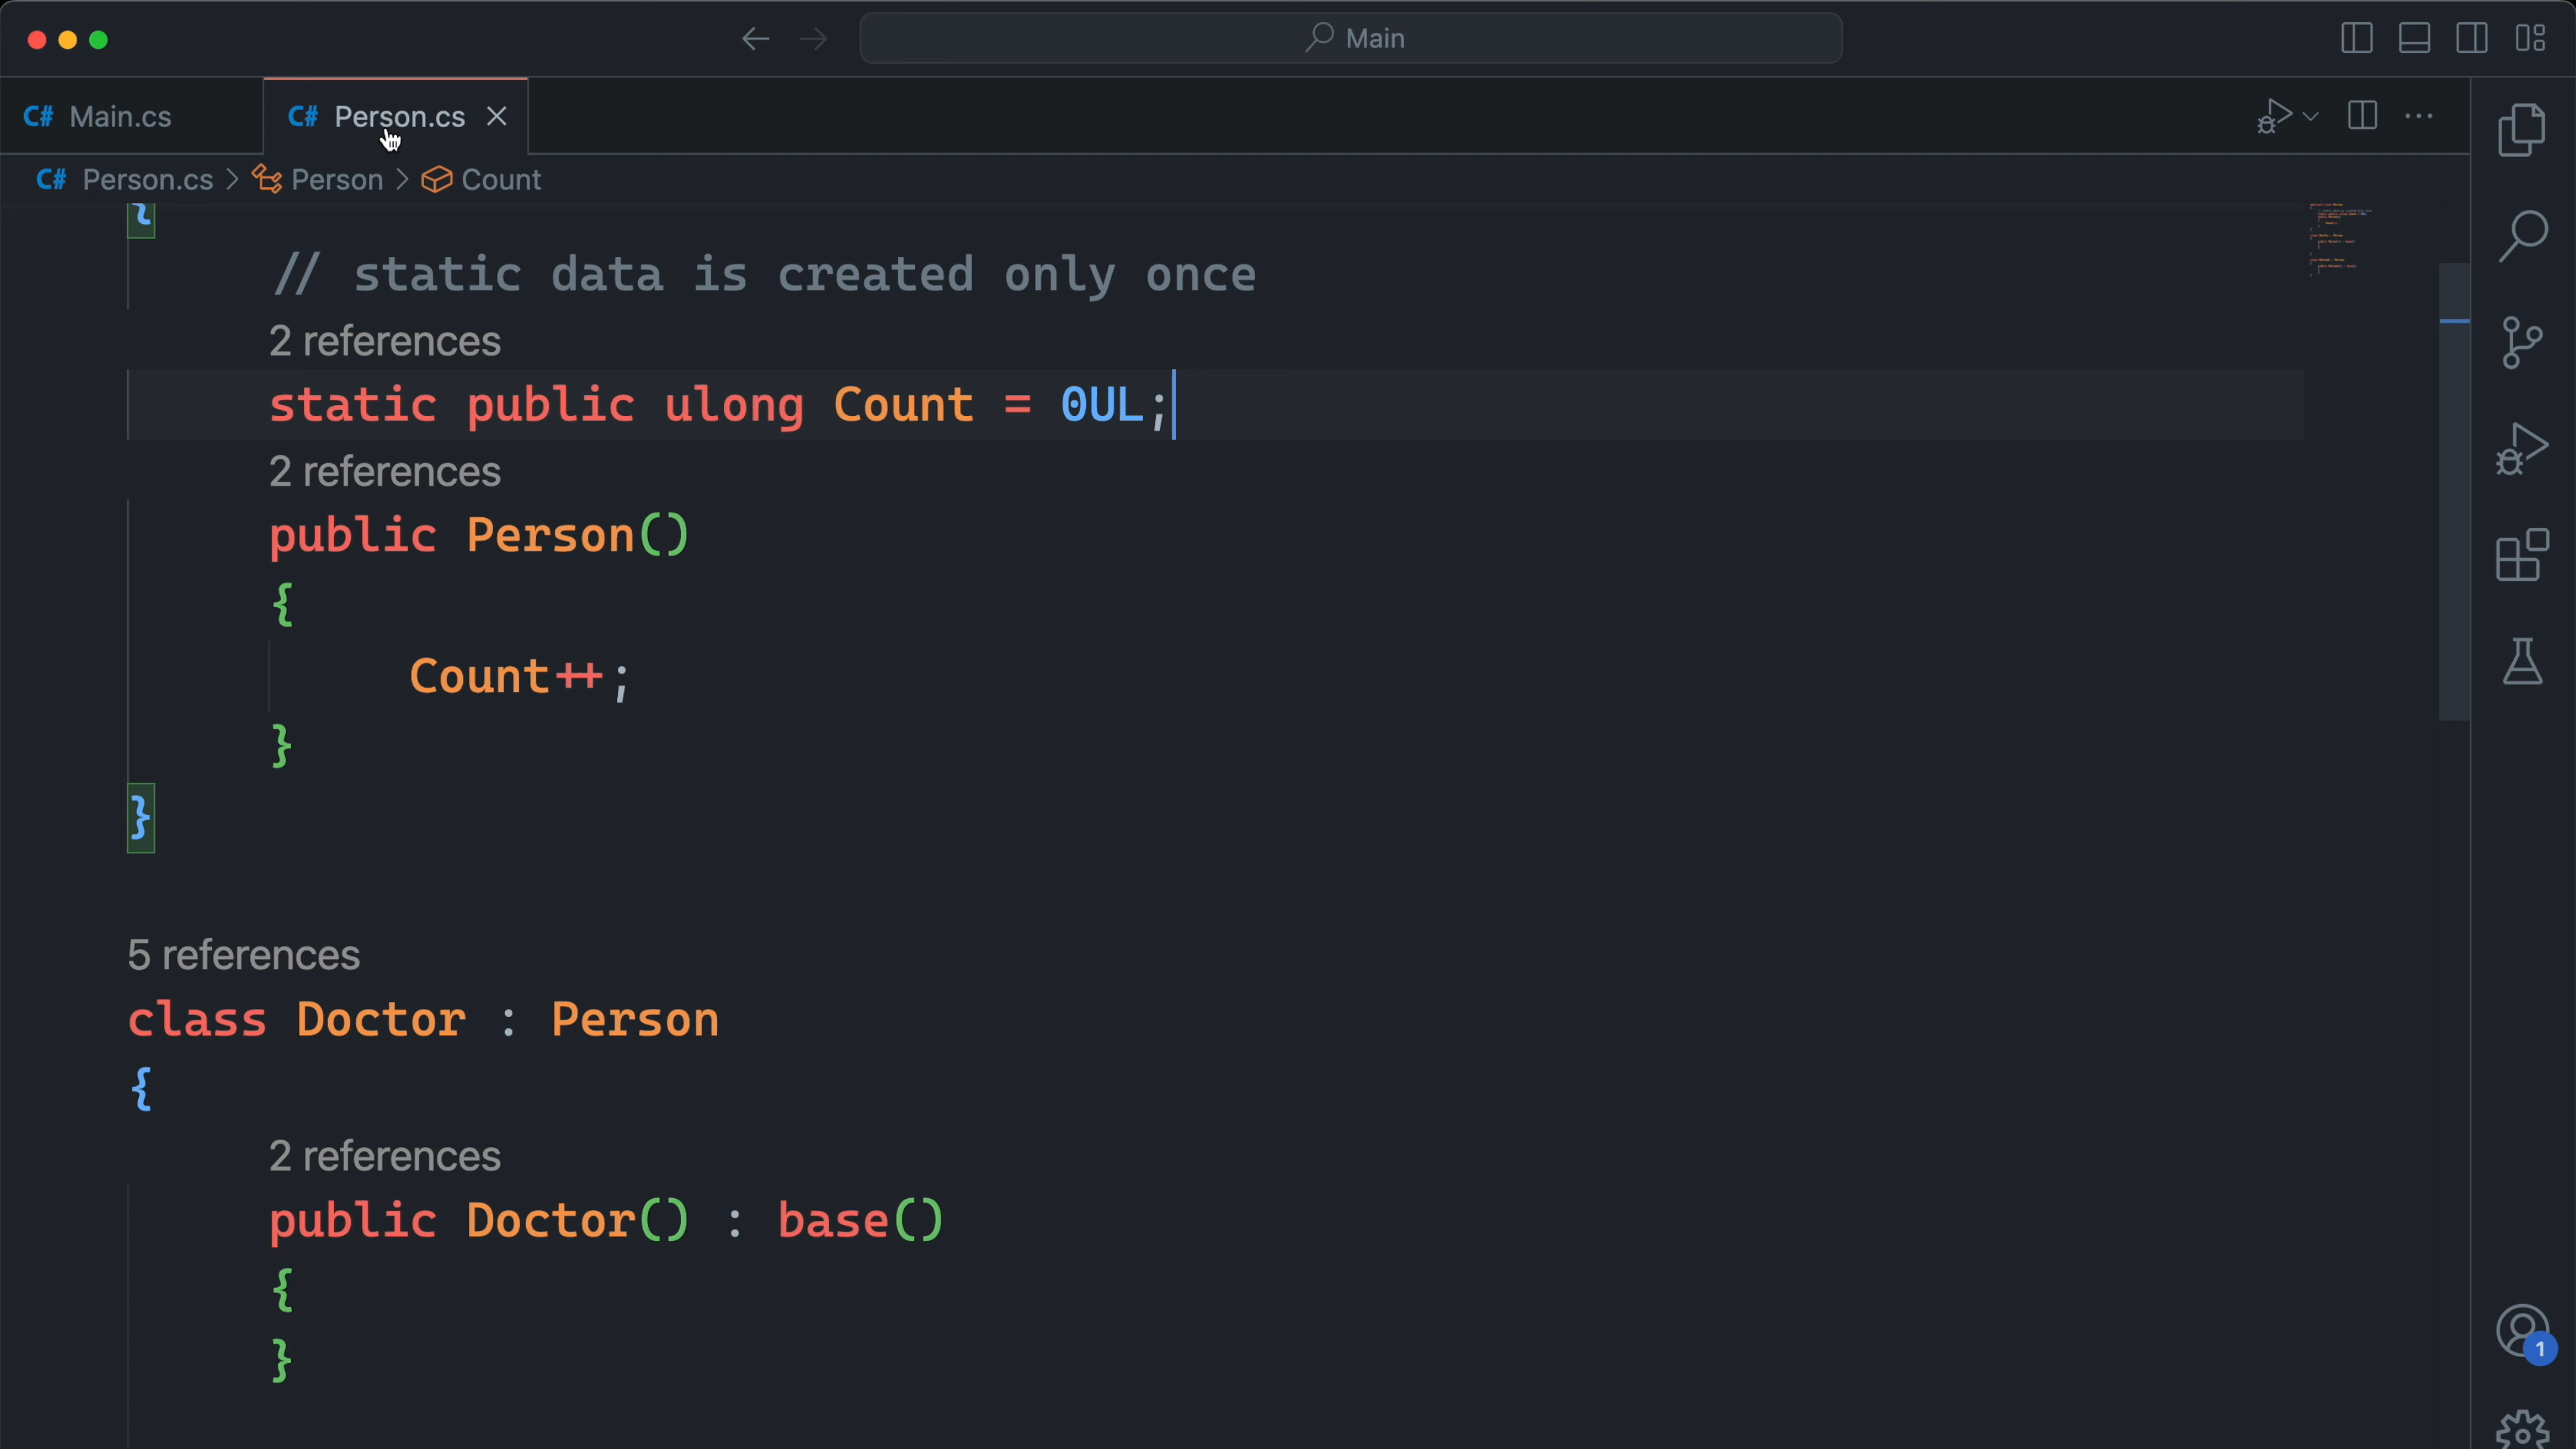 Main
C# Main.cs
C# Person.cs
C# Person.cs > Person > Count
{
// static data is created only once
2 references
static public ulong Count = 0UL;
2 references
public Person()
{
Count++;
}
}
5 references
class Doctor : Person
{
2 references
public Doctor() : base()
{
}
1